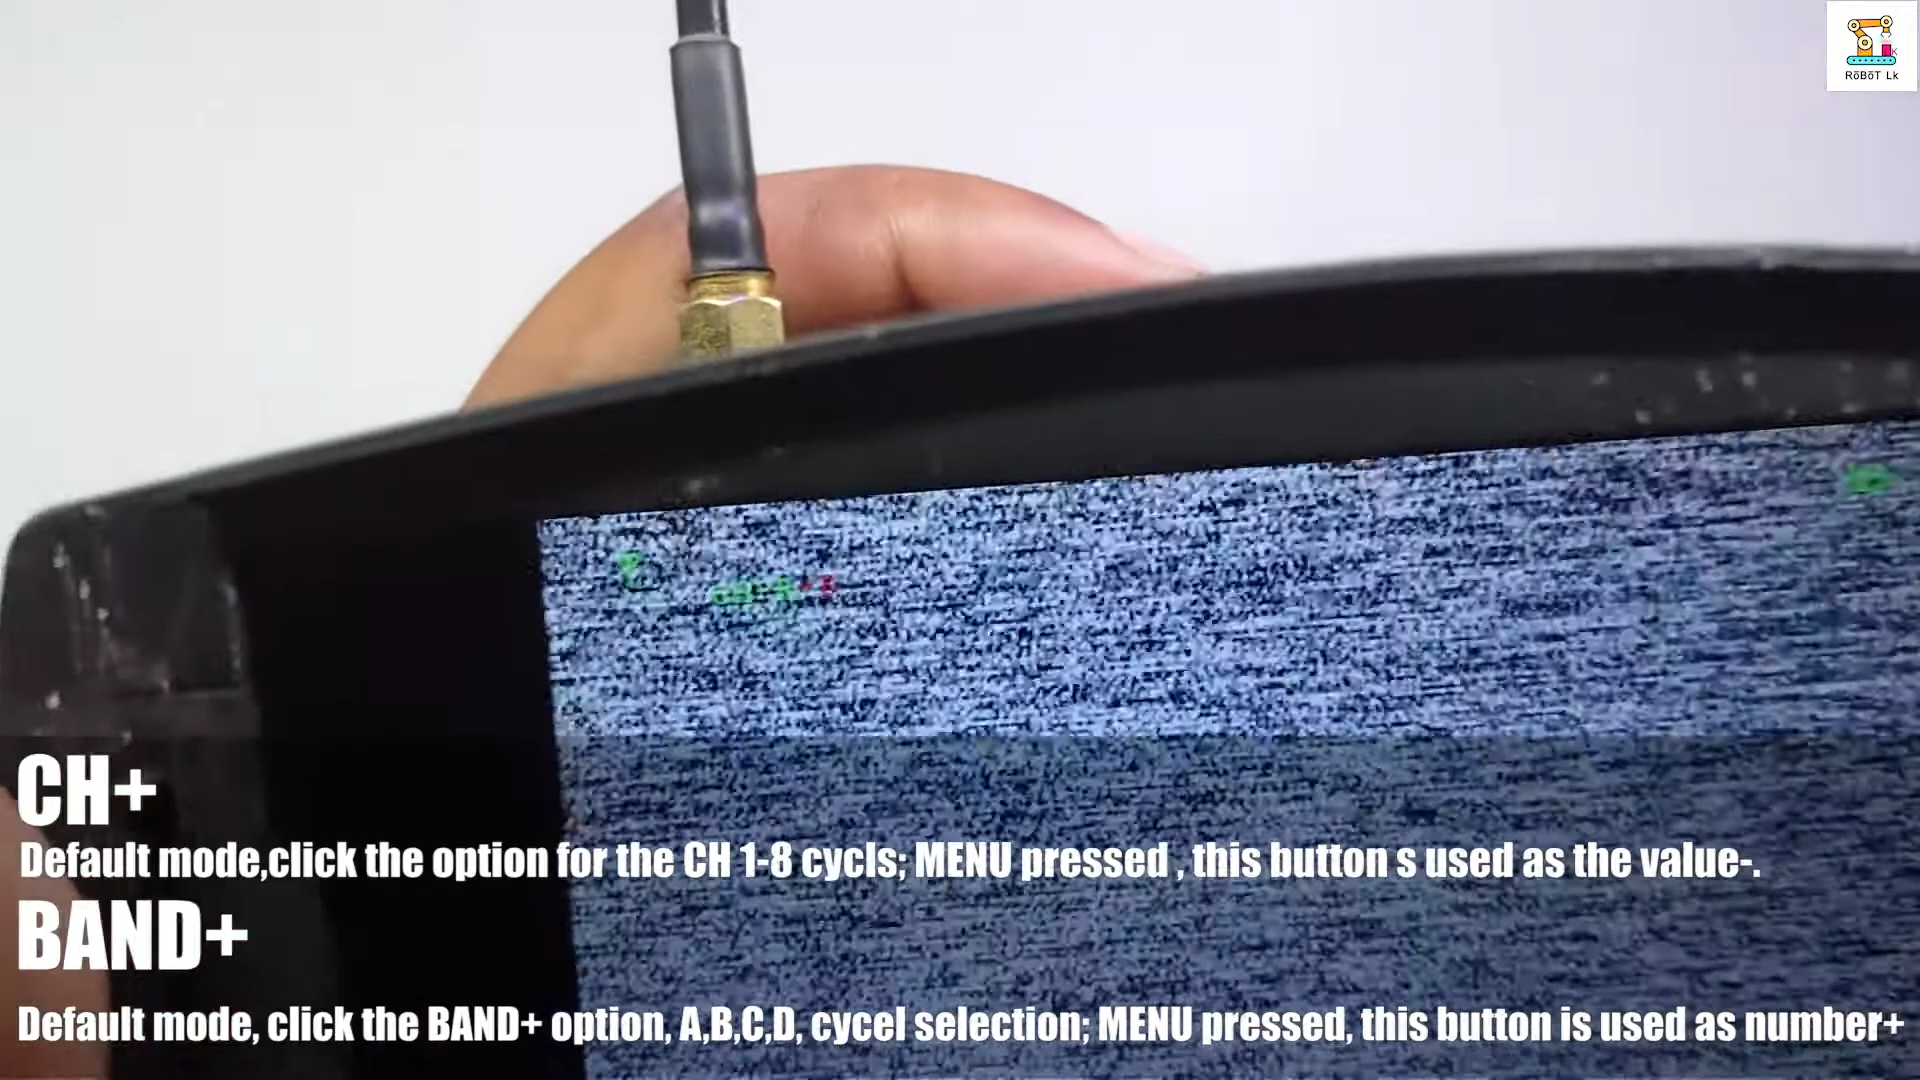 RöBöT Lk
CH+
Default mode,click the option for the CH 1-8 cycls; MENU pressed , this button s used as the value-.
BAND+
Default mode, click the BAND+ option, A,B,C,D, cycel selection; MENU pressed, this button is used as number+